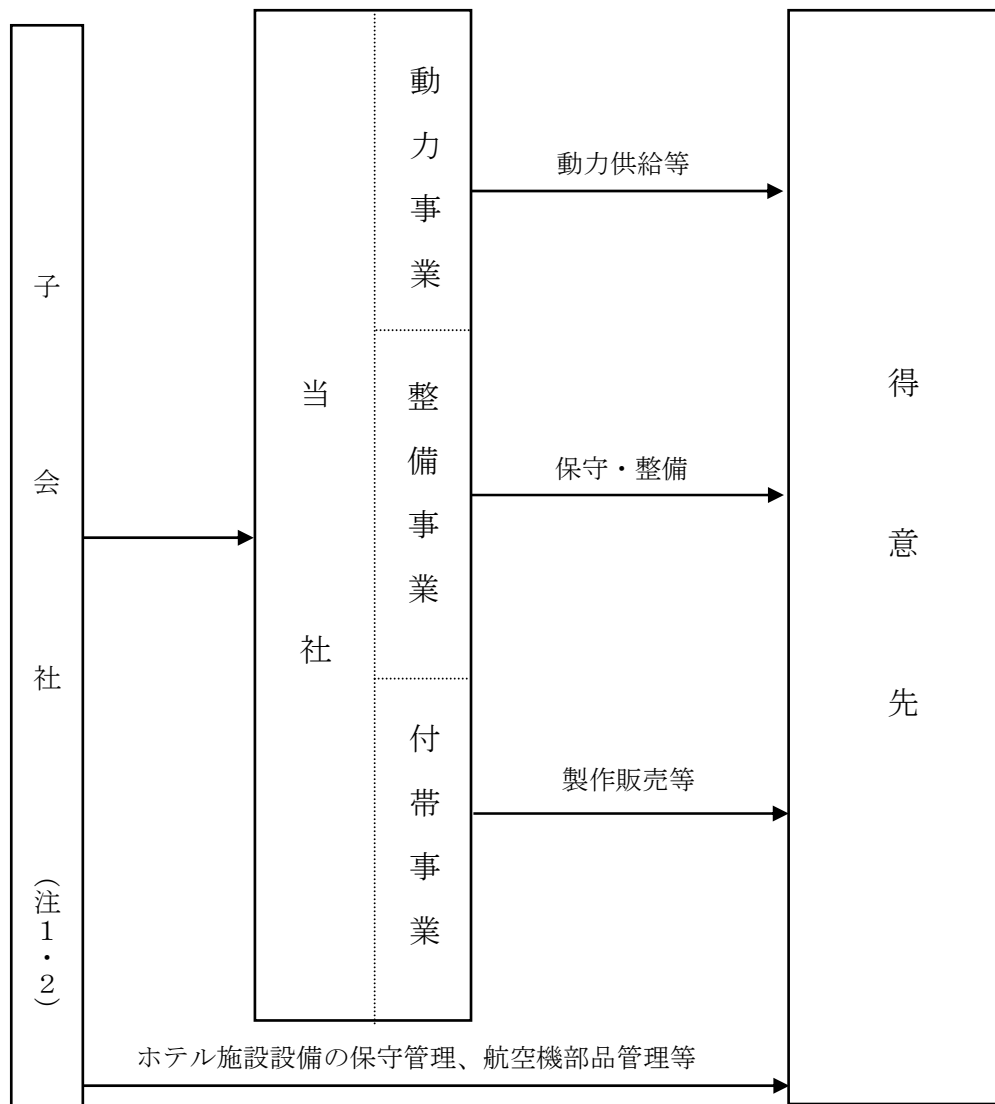 子会社(注1・2)
当社
動力事業
整備事業
付帯事業
動力供給等
保守・整備
製作販売等
得意先
ホテル施設設備の保守管理、航空機部品管理等